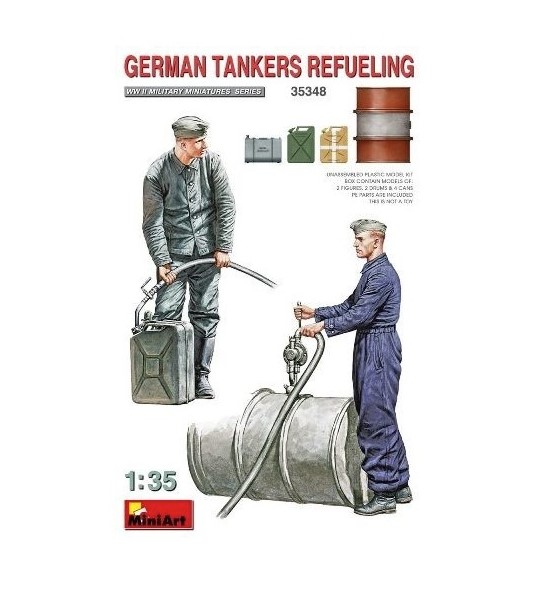 GERMAN TANKERS REFUELING
WW II MILITARY MINIATURES SERIES
35348
UNASSEMBLED PLASTIC MODEL KIT
BOX CONTAIN MODELS OF:
2 FIGURES, 2 DRUMS & 4 CANS
PE PARTS ARE INCLUDED
THIS IS NOT A TOY
1:35
MiniArt